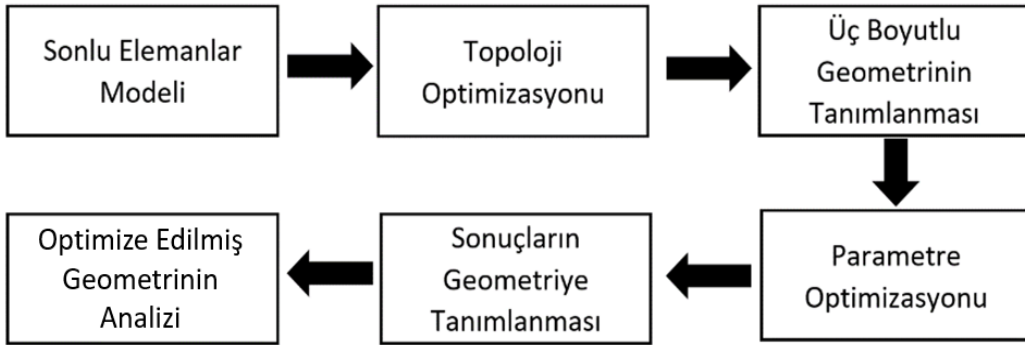 Sonlu Elemanlar
Modeli
Topoloji
Optimizasyonu
Üç Boyutlu
Geometrinin
Tanımlanması
Parametre
Optimizasyonu
Sonuçların
Geometriye
Tanımlanması
Optimize Edilmiş
Geometrinin
Analizi